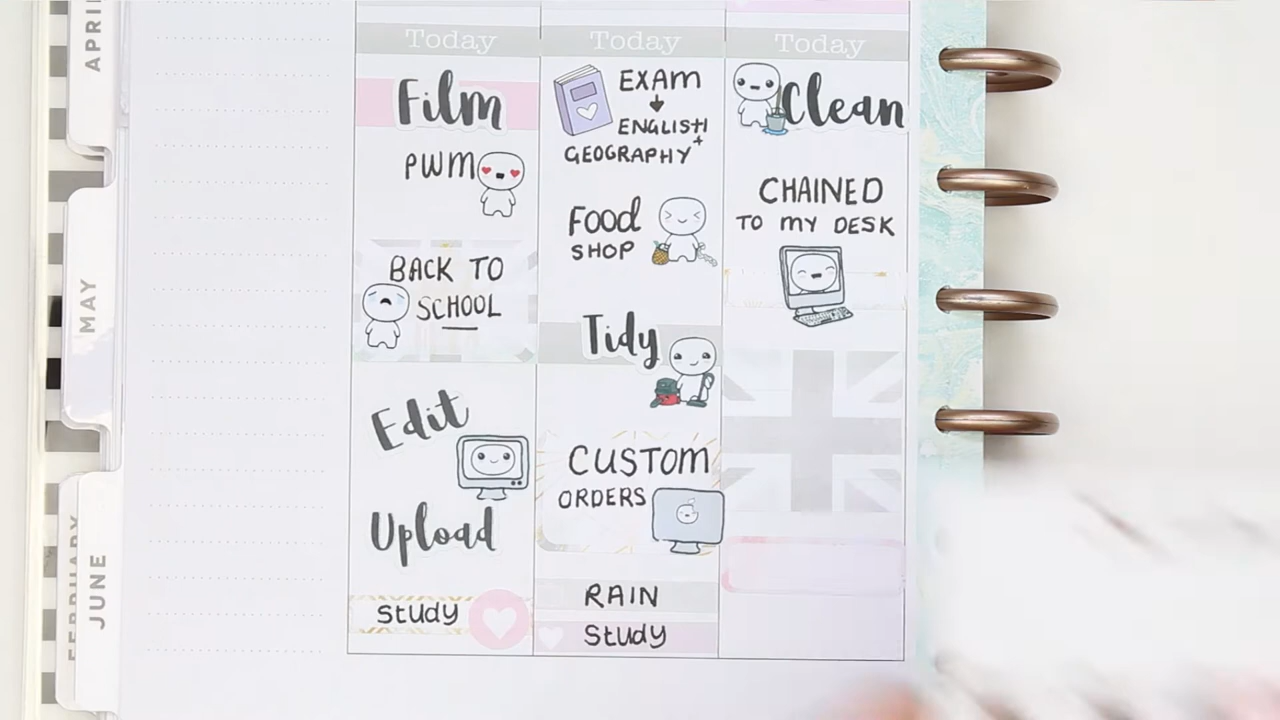 APRIL
MAY
FEBRUARY
JUNE
Today
Film
PWM
BACK TO
SCHOOL
Edit
Upload
Study
Today
EXAM
ENGLISH
+
GEOGRAPHY
Food
SHOP
Tidy
CUSTOM
ORDERS
RAIN
Study
Today
Clean
CHAINED
TO MY DESK